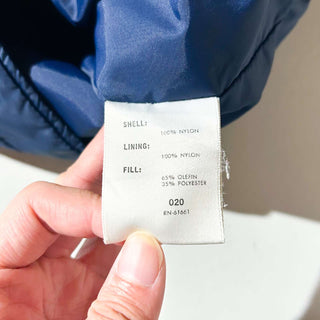 SHELL:
100% NYLON
LINING:
100% NYLON
FILL:
65% OLEFIN
35% POLYESTER
020
RN-61661